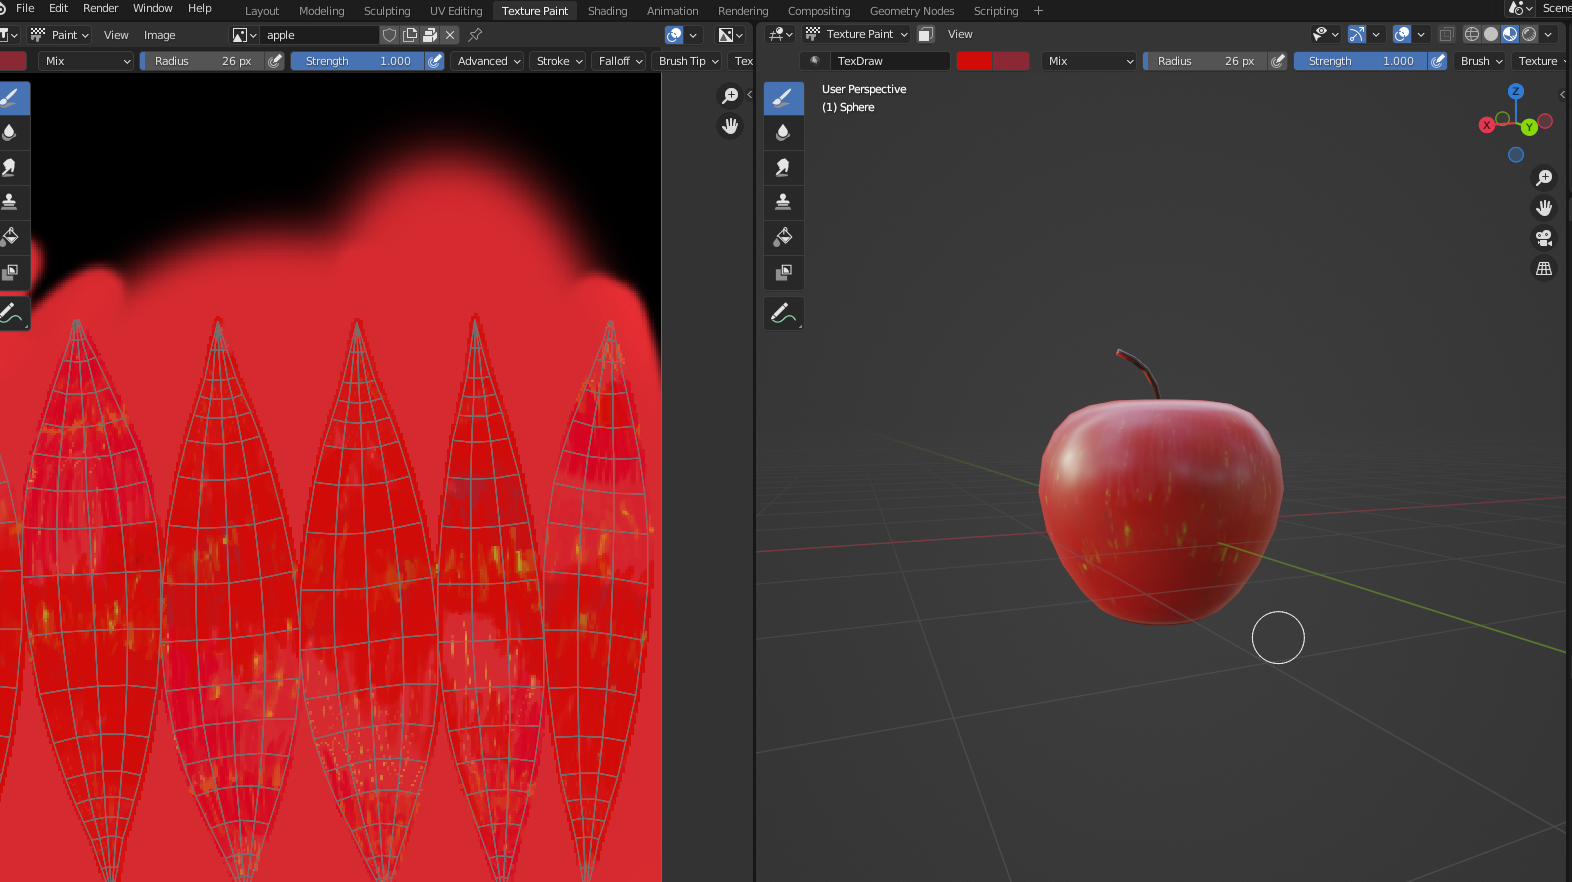 File Edit Render Window Help Layout Modeling Sculpting UV Editing Texture Paint Shading Animation Rendering Compositing Geometry Nodes Scripting + Scene
Paint View Image apple
Texture Paint View
Mix Radius 26 px Strength 1.000 Advanced Stroke Falloff Brush Tip Tex
TexDraw Mix Radius 26 px Strength 1.000 Brush Texture
User Perspective
(1) Sphere
Z
X
Y